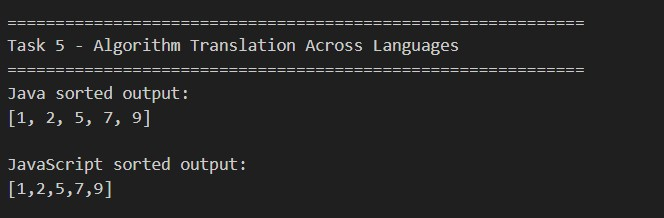 ============================================================
Task 5 - Algorithm Translation Across Languages
============================================================
Java sorted output:
[1, 2, 5, 7, 9]
JavaScript sorted output:
[1,2,5,7,9]